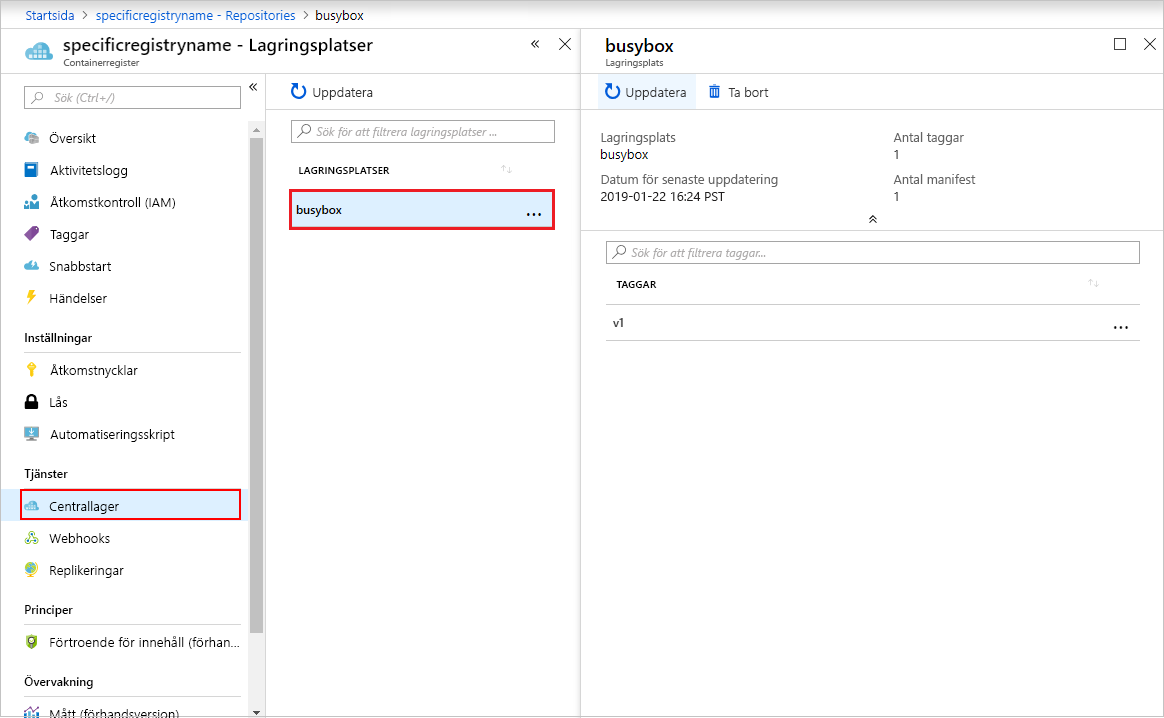 Startsida > specificregistryname - Repositories > busybox
specificregistryname - Lagringsplatser
Containerregister
Sök (Ctrl+/)
Översikt
Aktivitetslogg
Åtkomstkontroll (IAM)
Taggar
Snabbstart
Händelser
Inställningar
Åtkomstnycklar
Lås
Automatiseringsskript
Tjänster
Centrallager
Webhooks
Replikeringar
Principer
Förtroende för innehåll (förhan...
Övervakning
Mått (förhandsversion)
Uppdatera
Sök för att filtrera lagringsplatser ...
LAGRINGSPLATSER
busybox
busybox
Lagringsplats
Uppdatera
Ta bort
Lagringsplats
busybox
Datum för senaste uppdatering
2019-01-22 16:24 PST
Antal taggar
1
Antal manifest
1
Sök för att filtrera taggar...
TAGGAR
v1